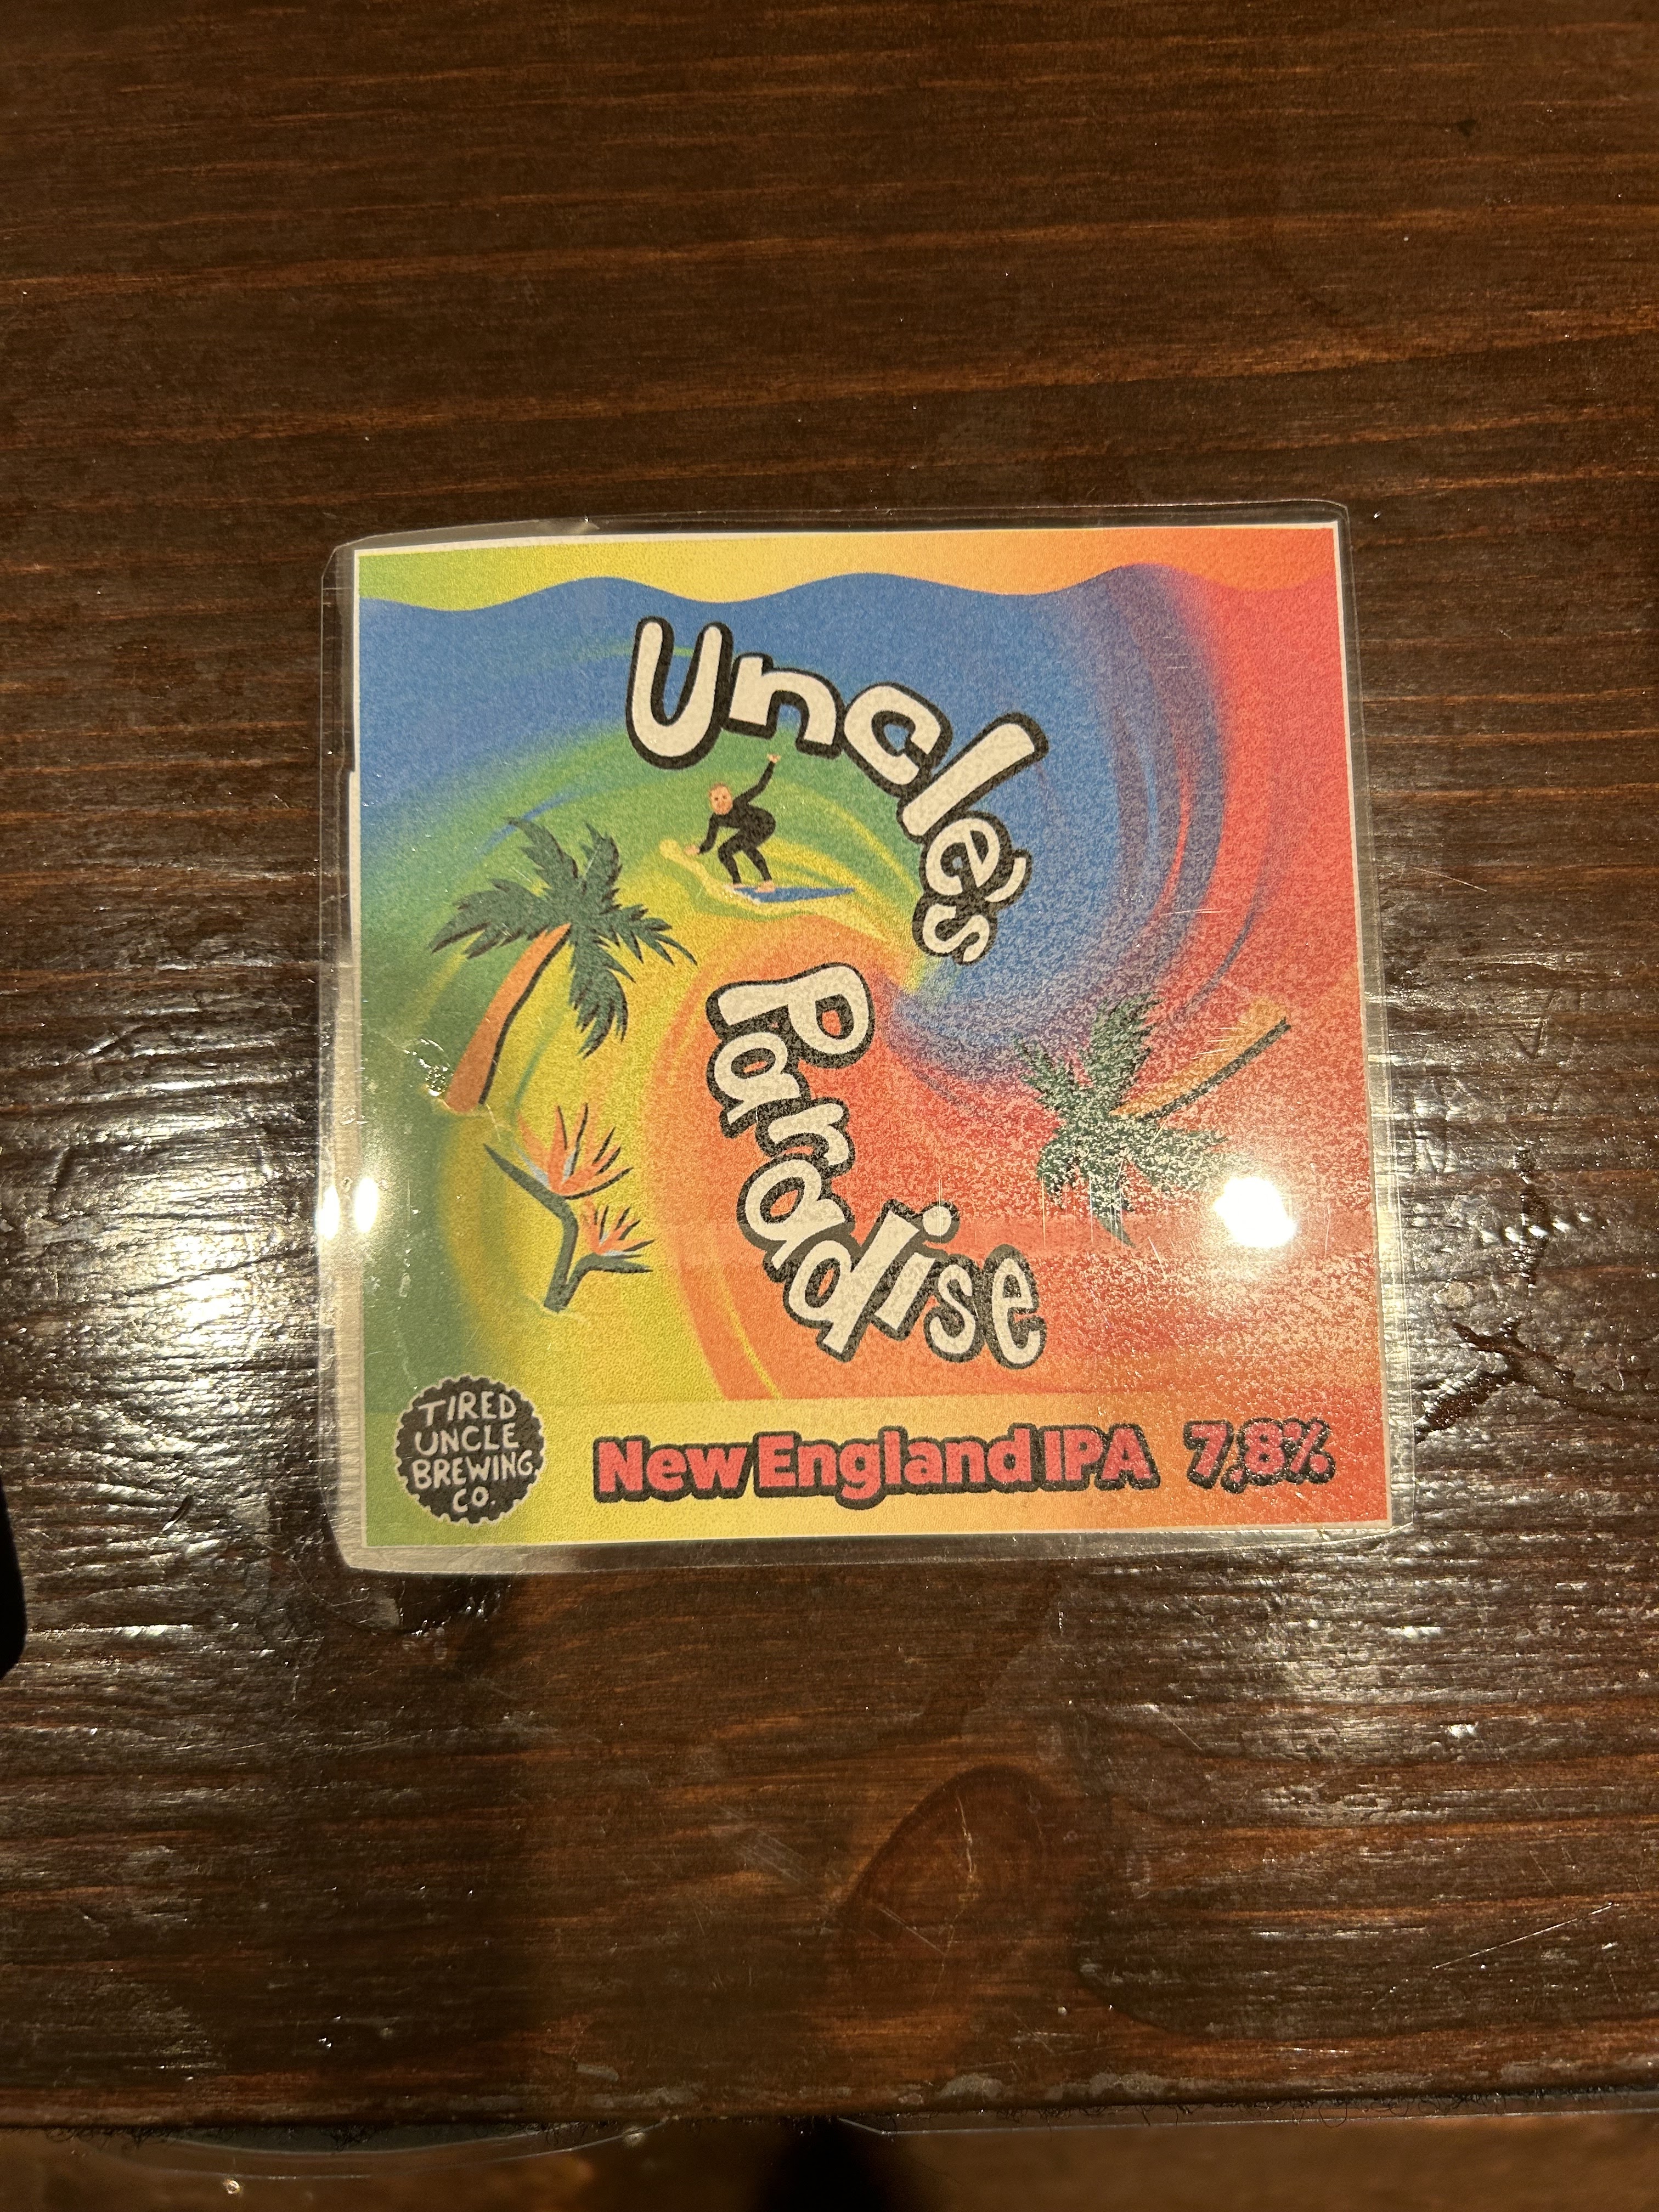 Uncle's
Paradise
TIRED
UNCLE
BREWING
CO.
New England IPA 7,8%